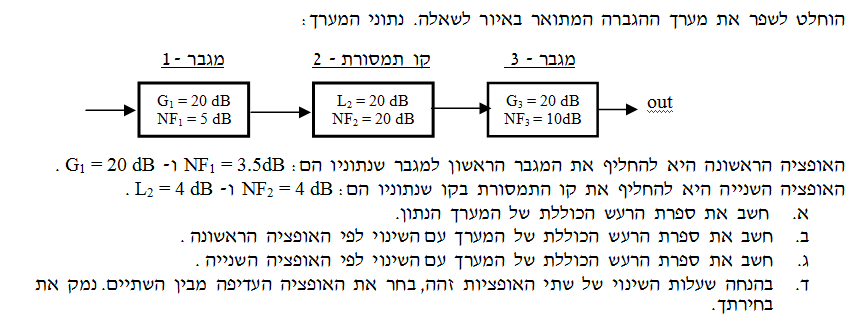 הוחלט לשפר את מערך ההגברה המתואר באיור לשאלה. נתוני המערך:
מגבר - 1
קו תמסורת - 2
מגבר - 3
G₁ = 20 dB
NF₁ = 5 dB
L₂ = 20 dB
NF₂ = 20 dB
G₃ = 20 dB
NF₃ = 10dB
out
האופציה הראשונה היא להחליף את המגבר הראשון למגבר שנתוניו הם: NF₁ = 3.5dB ו- G₁ = 20 dB .
האופציה השנייה היא להחליף את קו התמסורת בקו שנתוניו הם: NF₂ = 4 dB ו- L₂ = 4 dB .
א. חשב את ספרת הרעש הכוללת של המערך הנתון.
ב. חשב את ספרת הרעש הכוללת של המערך עם השינוי לפי האופציה הראשונה .
ג. חשב את ספרת הרעש הכוללת של המערך עם השינוי לפי האופציה השנייה .
ד. בהנחה שעלות השינוי של שתי האופציות זהה, בחר את האופציה העדיפה מבין השתיים. נמק את
בחירתך.